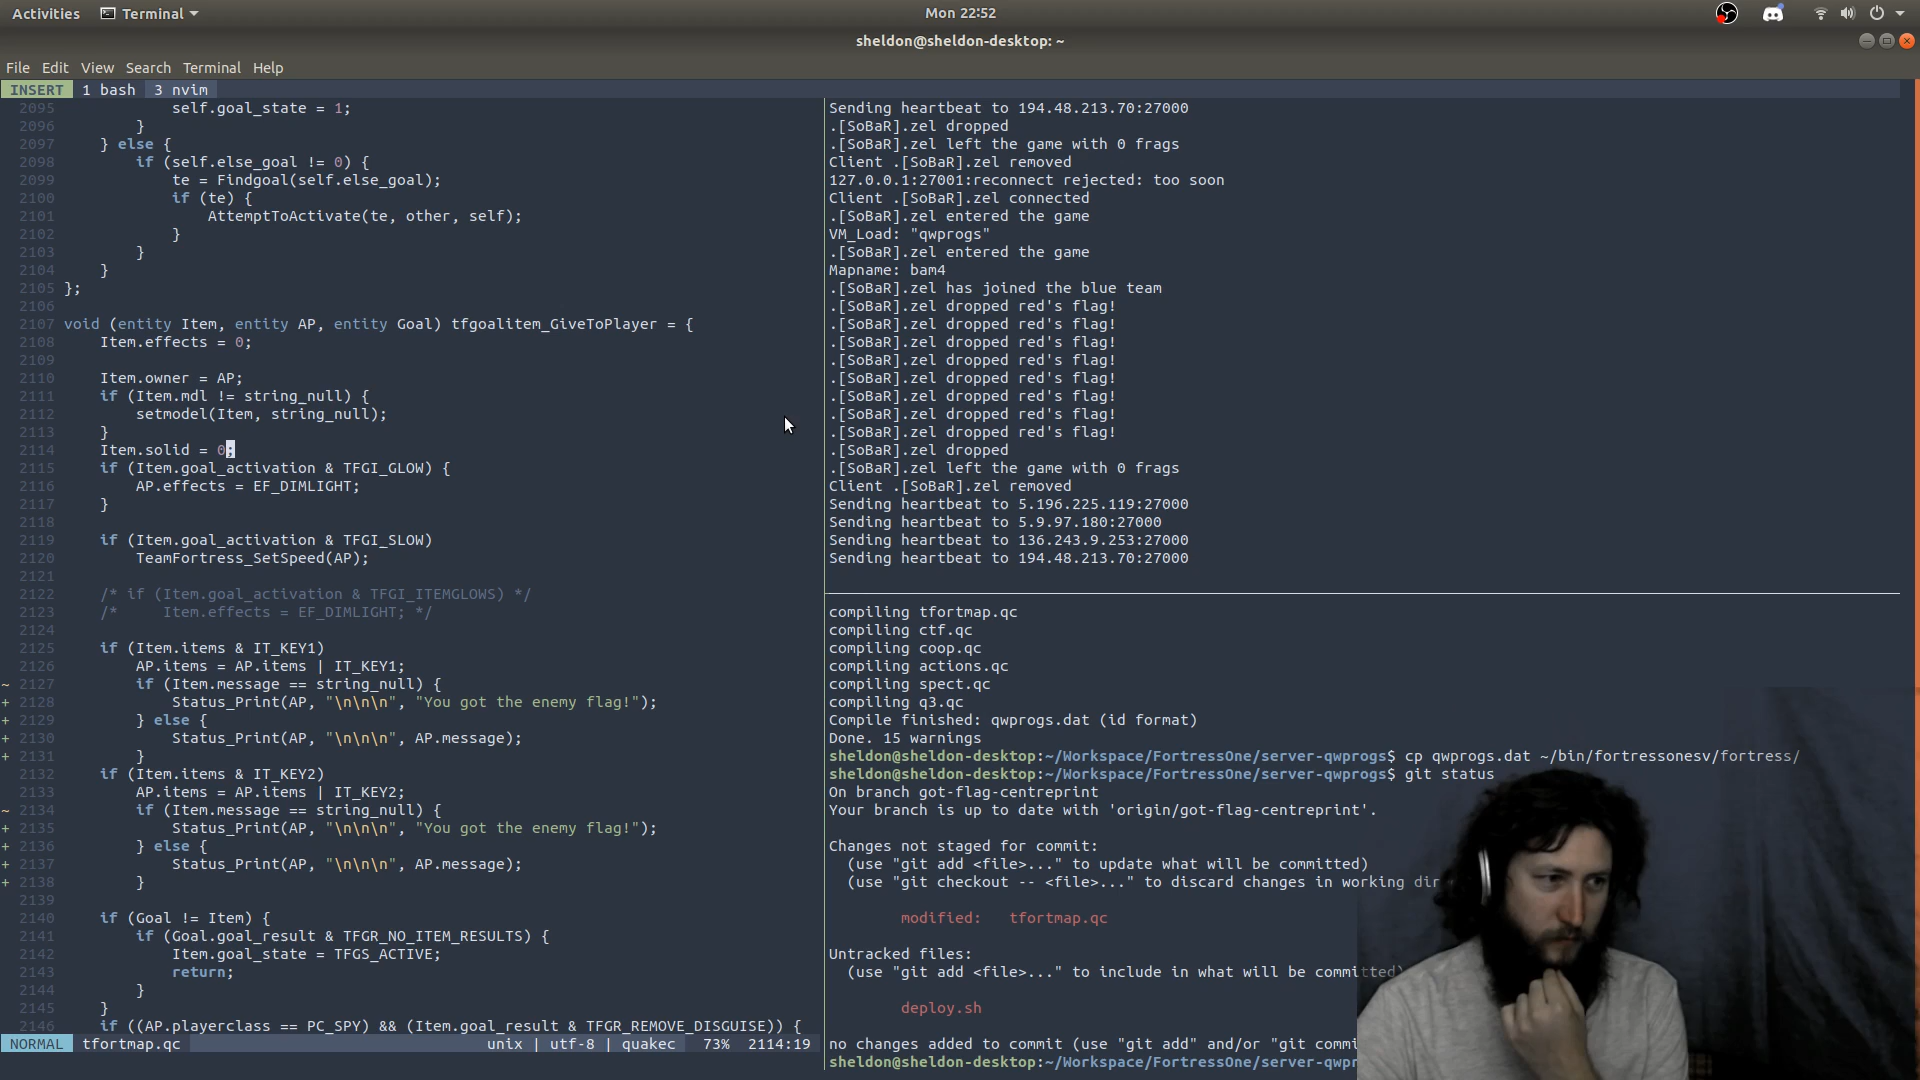 Activities Terminal Mon 22:52
sheldon@sheldon-desktop: ~
File Edit View Search Terminal Help
INSERT 1 bash 3 nvim
2095 self.goal_state = 1;
2096 }
2097 } else {
2098 if (self.else_goal != 0) {
2099 te = Findgoal(self.else_goal);
2100 if (te) {
2101 AttemptToActivate(te, other, self);
2102 }
2103 }
2104 }
2105 };
2106
2107 void (entity Item, entity AP, entity Goal) tfgoalitem_GiveToPlayer = {
2108 Item.effects = 0;
2109
2110 Item.owner = AP;
2111 if (Item.mdl != string_null) {
2112 setmodel(Item, string_null);
2113 }
2114 Item.solid = 0;
2115 if (Item.goal_activation & TFGI_GLOW) {
2116 AP.effects = EF_DIMLIGHT;
2117 }
2118
2119 if (Item.goal_activation & TFGI_SLOW)
2120 TeamFortress_SetSpeed(AP);
2121
2122 /* if (Item.goal_activation & TFGI_ITEMGLOWS) */
2123 /* Item.effects = EF_DIMLIGHT; */
2124
2125 if (Item.items & IT_KEY1)
2126 AP.items = AP.items | IT_KEY1;
~ 2127 if (Item.message == string_null) {
+ 2128 Status_Print(AP, "\n\n\n", "You got the enemy flag!");
+ 2129 } else {
+ 2130 Status_Print(AP, "\n\n\n", AP.message);
+ 2131 }
2132 if (Item.items & IT_KEY2)
2133 AP.items = AP.items | IT_KEY2;
~ 2134 if (Item.message == string_null) {
+ 2135 Status_Print(AP, "\n\n\n", "You got the enemy flag!");
+ 2136 } else {
+ 2137 Status_Print(AP, "\n\n\n", AP.message);
+ 2138 }
2139
2140 if (Goal != Item) {
2141 if (Goal.goal_result & TFGR_NO_ITEM_RESULTS) {
2142 Item.goal_state = TFGS_ACTIVE;
2143 return;
2144 }
2145 }
2146 if ((AP.playerclass == PC_SPY) && (Item.goal_result & TFGR_REMOVE_DISGUISE)) {
NORMAL tfortmap.qc unix | utf-8 | quakec 73% 2114:19
Sending heartbeat to 194.48.213.70:27000
.[SoBaR].zel dropped
.[SoBaR].zel left the game with 0 frags
Client .[SoBaR].zel removed
127.0.0.1:27001:reconnect rejected: too soon
Client .[SoBaR].zel connected
.[SoBaR].zel entered the game
VM_Load: "qwprogs"
.[SoBaR].zel entered the game
Mapname: bam4
.[SoBaR].zel has joined the blue team
.[SoBaR].zel dropped red's flag!
.[SoBaR].zel dropped red's flag!
.[SoBaR].zel dropped red's flag!
.[SoBaR].zel dropped red's flag!
.[SoBaR].zel dropped red's flag!
.[SoBaR].zel dropped red's flag!
.[SoBaR].zel dropped red's flag!
.[SoBaR].zel dropped red's flag!
.[SoBaR].zel dropped
.[SoBaR].zel left the game with 0 frags
Client .[SoBaR].zel removed
Sending heartbeat to 5.196.225.119:27000
Sending heartbeat to 5.9.97.180:27000
Sending heartbeat to 136.243.9.253:27000
Sending heartbeat to 194.48.213.70:27000
compiling tfortmap.qc
compiling ctf.qc
compiling coop.qc
compiling actions.qc
compiling spect.qc
compiling q3.qc
Compile finished: qwprogs.dat (id format)
Done. 15 warnings
sheldon@sheldon-desktop:~/Workspace/FortressOne/server-qwprogs$ cp qwprogs.dat ~/bin/fortressonesv/fortress/
sheldon@sheldon-desktop:~/Workspace/FortressOne/server-qwprogs$ git status
On branch got-flag-centreprint
Your branch is up to date with 'origin/got-flag-centreprint'.
Changes not staged for commit:
(use "git add <file>..." to update what will be committed)
(use "git checkout -- <file>..." to discard changes in working dir
modified: tfortmap.qc
Untracked files:
(use "git add <file>..." to include in what will be committed)
deploy.sh
no changes added to commit (use "git add" and/or "git commi
sheldon@sheldon-desktop:~/Workspace/FortressOne/server-qwpr